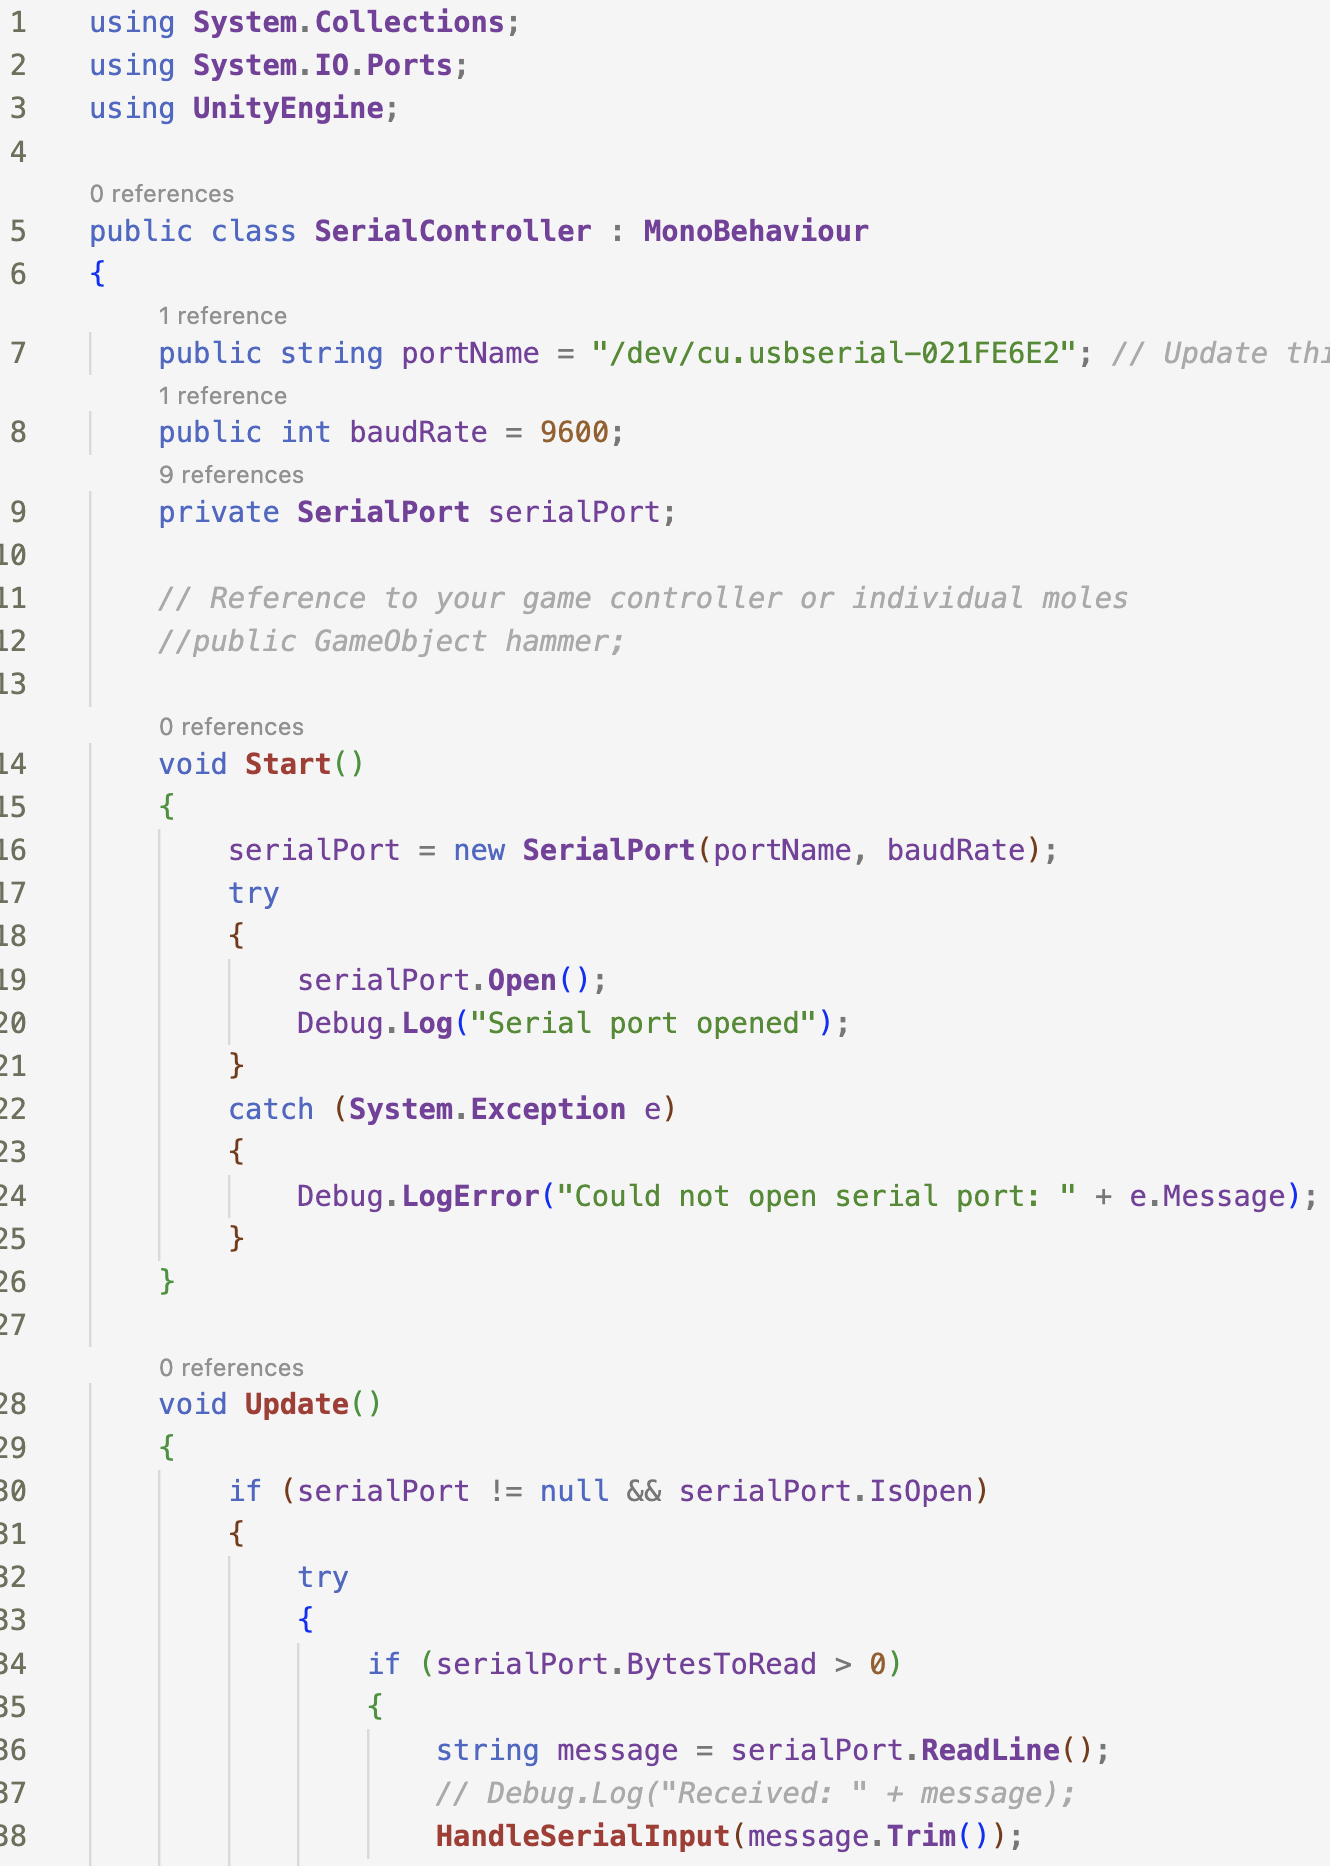 1 using System.Collections;
2 using System.IO.Ports;
3 using UnityEngine;
4
0 references
5 public class SerialController : MonoBehaviour
6 {
1 reference
7 public string portName = "/dev/cu.usbserial-021FE6E2"; // Update
1 reference
8 public int baudRate = 9600;
9 references
9 private SerialPort serialPort;
10
11 // Reference to your game controller or individual moles
12 //public GameObject hammer;
13
0 references
14 void Start()
15 {
16 serialPort = new SerialPort(portName, baudRate);
17 try
18 {
19 serialPort.Open();
20 Debug.Log("Serial port opened");
21 }
22 catch (System.Exception e)
23 {
24 Debug.LogError("Could not open serial port: " + e.Message);
25 }
26 }
27
0 references
28 void Update()
29 {
30 if (serialPort != null && serialPort.IsOpen)
31 {
32 try
33 {
34 if (serialPort.BytesToRead > 0)
35 {
36 string message = serialPort.ReadLine();
37 // Debug.Log("Received: " + message);
38 HandleSerialInput(message.Trim());